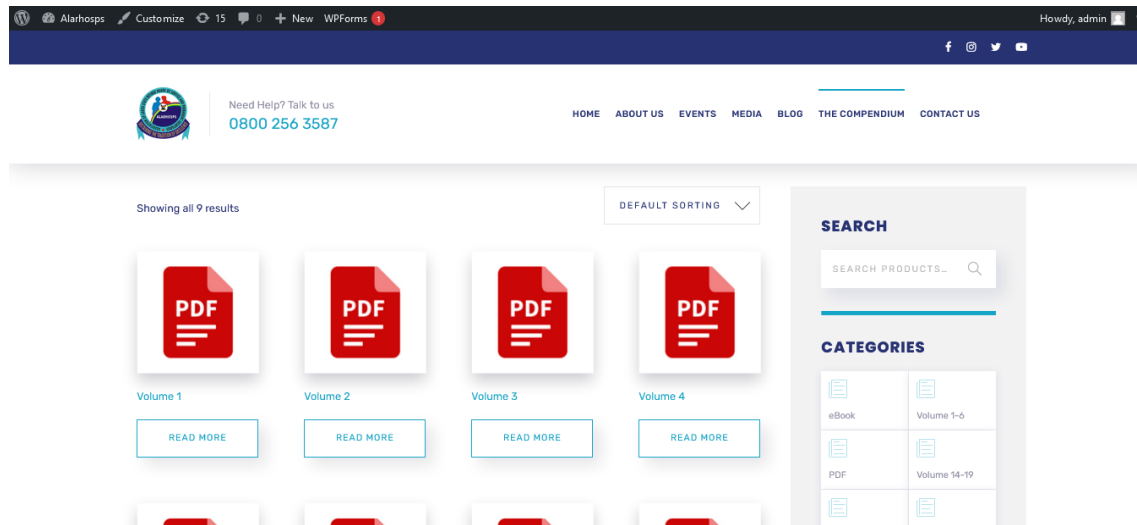 Alarhosps Customize 15 0 New WPForms 1 Howdy, admin
Need Help? Talk to us
0800 256 3587
HOME ABOUT US EVENTS MEDIA BLOG THE COMPENDIUM CONTACT US
ALARHOSPS
Showing all 9 results
DEFAULT SORTING
SEARCH
SEARCH PRODUCTS...
PDF PDF PDF PDF
Volume 1 Volume 2 Volume 3 Volume 4
READ MORE READ MORE READ MORE READ MORE
CATEGORIES
eBook Volume 1-6
PDF Volume 14-19